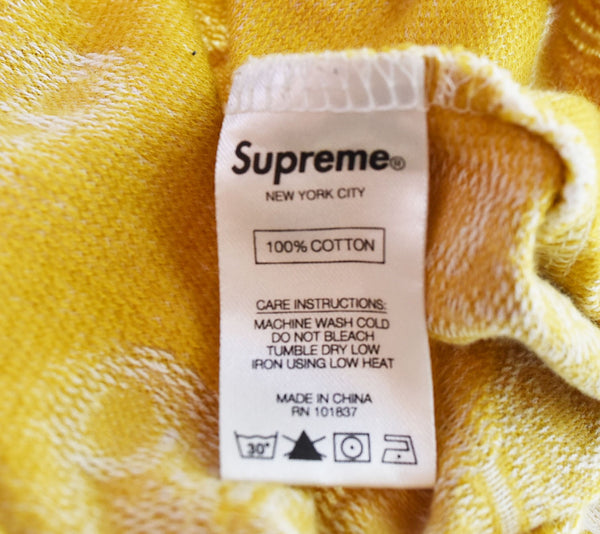 Supreme®
NEW YORK CITY
100% COTTON
CARE INSTRUCTIONS:
MACHINE WASH COLD
DO NOT BLEACH
TUMBLE DRY LOW
IRON USING LOW HEAT
MADE IN CHINA
RN 101837
30°